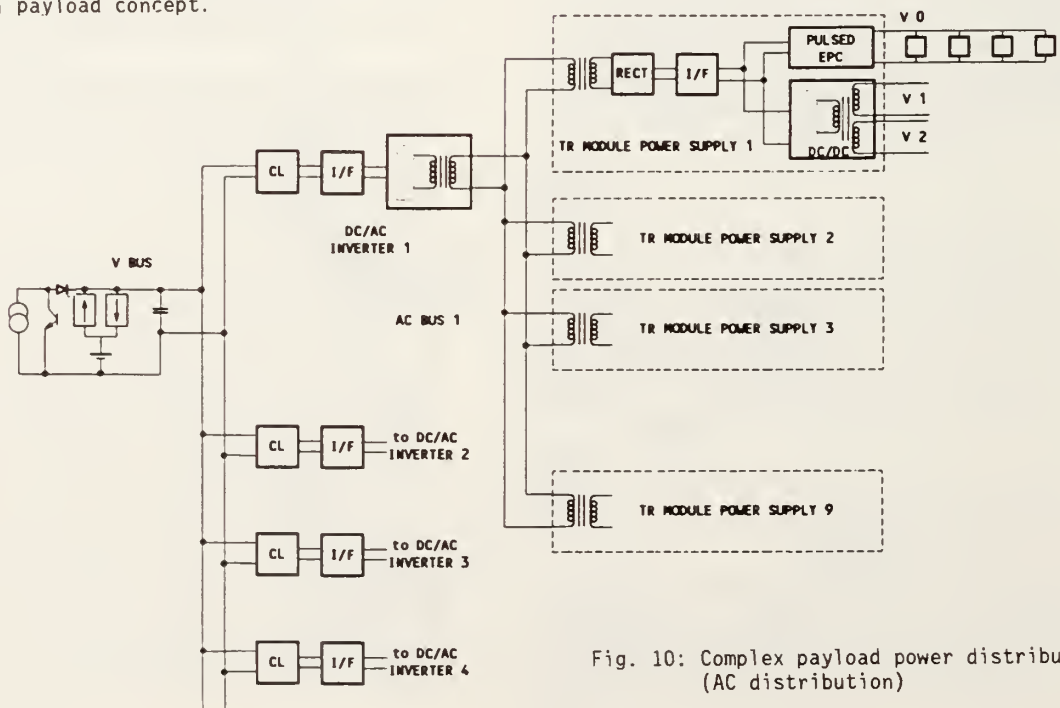 payload concept.
V 0
PULSED
EPC
RECT
I/F
V 1
V 2
DC/DC
TR MODULE POWER SUPPLY 1
CL
I/F
DC/AC
INVERTER 1
TR MODULE POWER SUPPLY 2
V BUS
AC BUS 1
TR MODULE POWER SUPPLY 3
CL
I/F
to DC/AC
INVERTER 2
TR MODULE POWER SUPPLY 9
CL
I/F
to DC/AC
INVERTER 3
CL
I/F
to DC/AC
INVERTER 4
Fig. 10: Complex payload power distribu
(AC distribution)